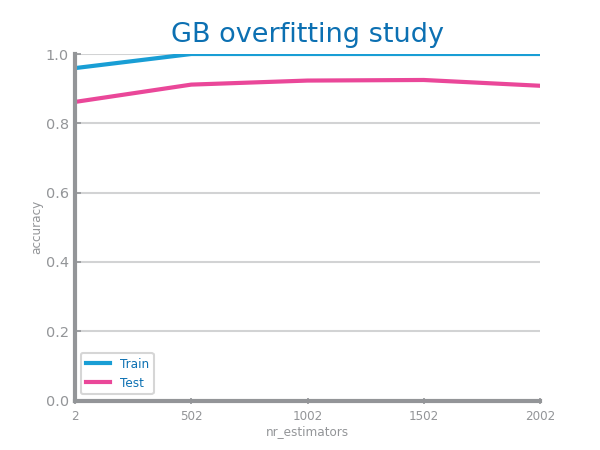 GB overfitting study
1.0
0.8
0.6
0.4
0.2
0.0
accuracy
Train
Test
2 502 1002 1502 2002
nr_estimators